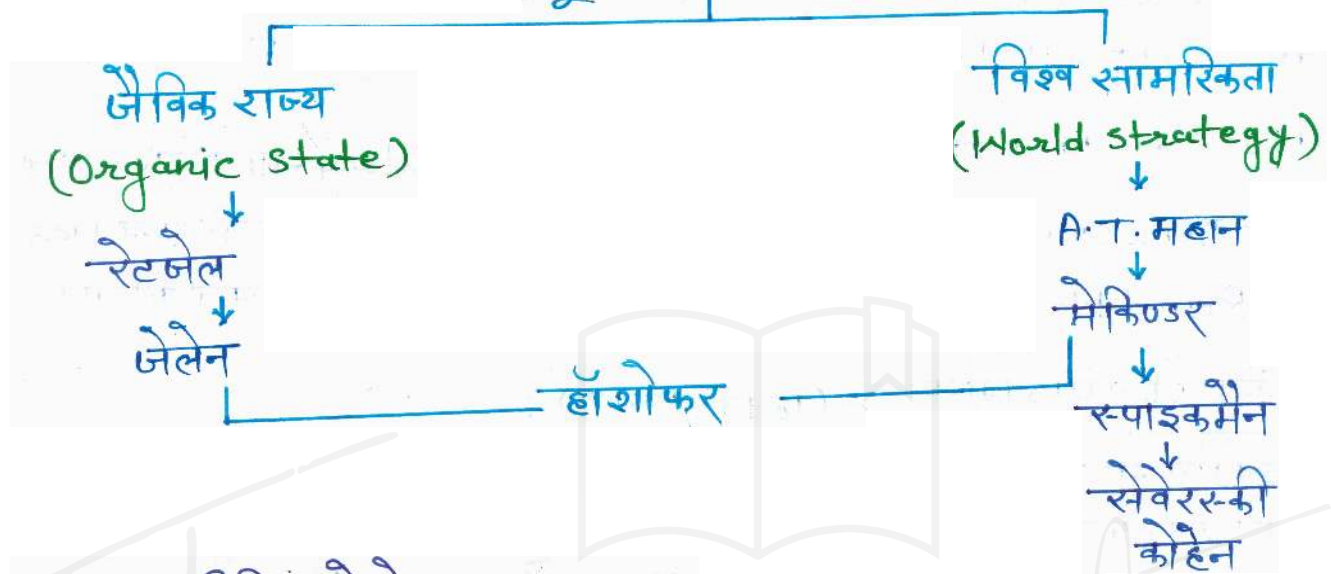 जैविक राज्य
(Organic state)
↓
रेटजेल
↓
जेलेन
विश्व सामरिकता
(World strategy)
↓
A.T. महान
↓
मेकिण्डर
↓
स्पाइकमैन
↓
सेवेरस्की
कोहेन
हॉशोफर